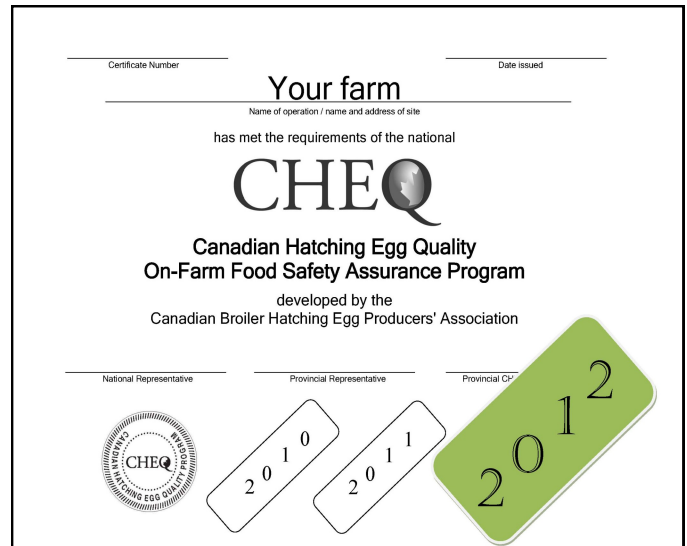 Certificate Number
Date issued
Your farm
Name of operation / name and address of site
has met the requirements of the national
CHEQ
Canadian Hatching Egg Quality
On-Farm Food Safety Assurance Program
developed by the
Canadian Broiler Hatching Egg Producers' Association
National Representative
Provincial Representative
Provincial CH
CANADIAN HATCHING EGG QUALITY PROGRAM
CHEQ
2010
2011
2012